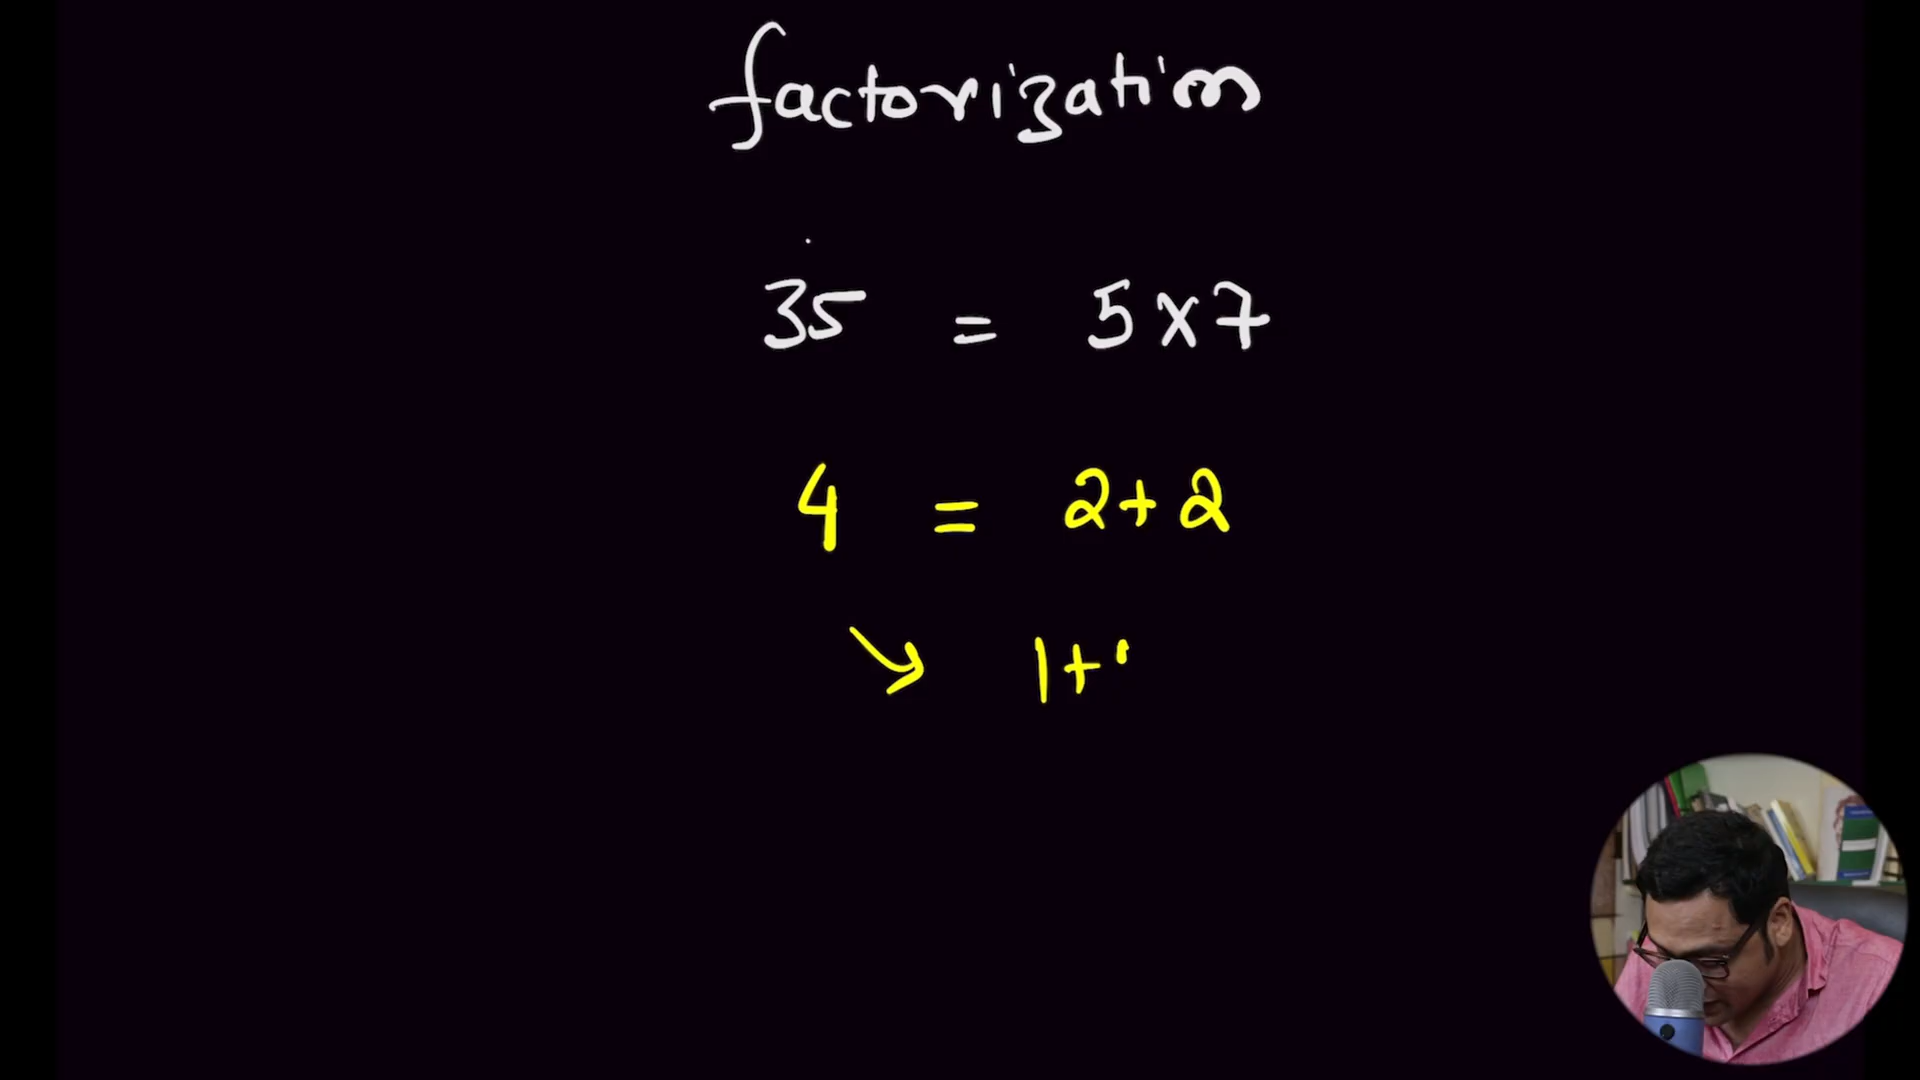 factorization
35 = 5x7
4 = 2+2
↘ 1+